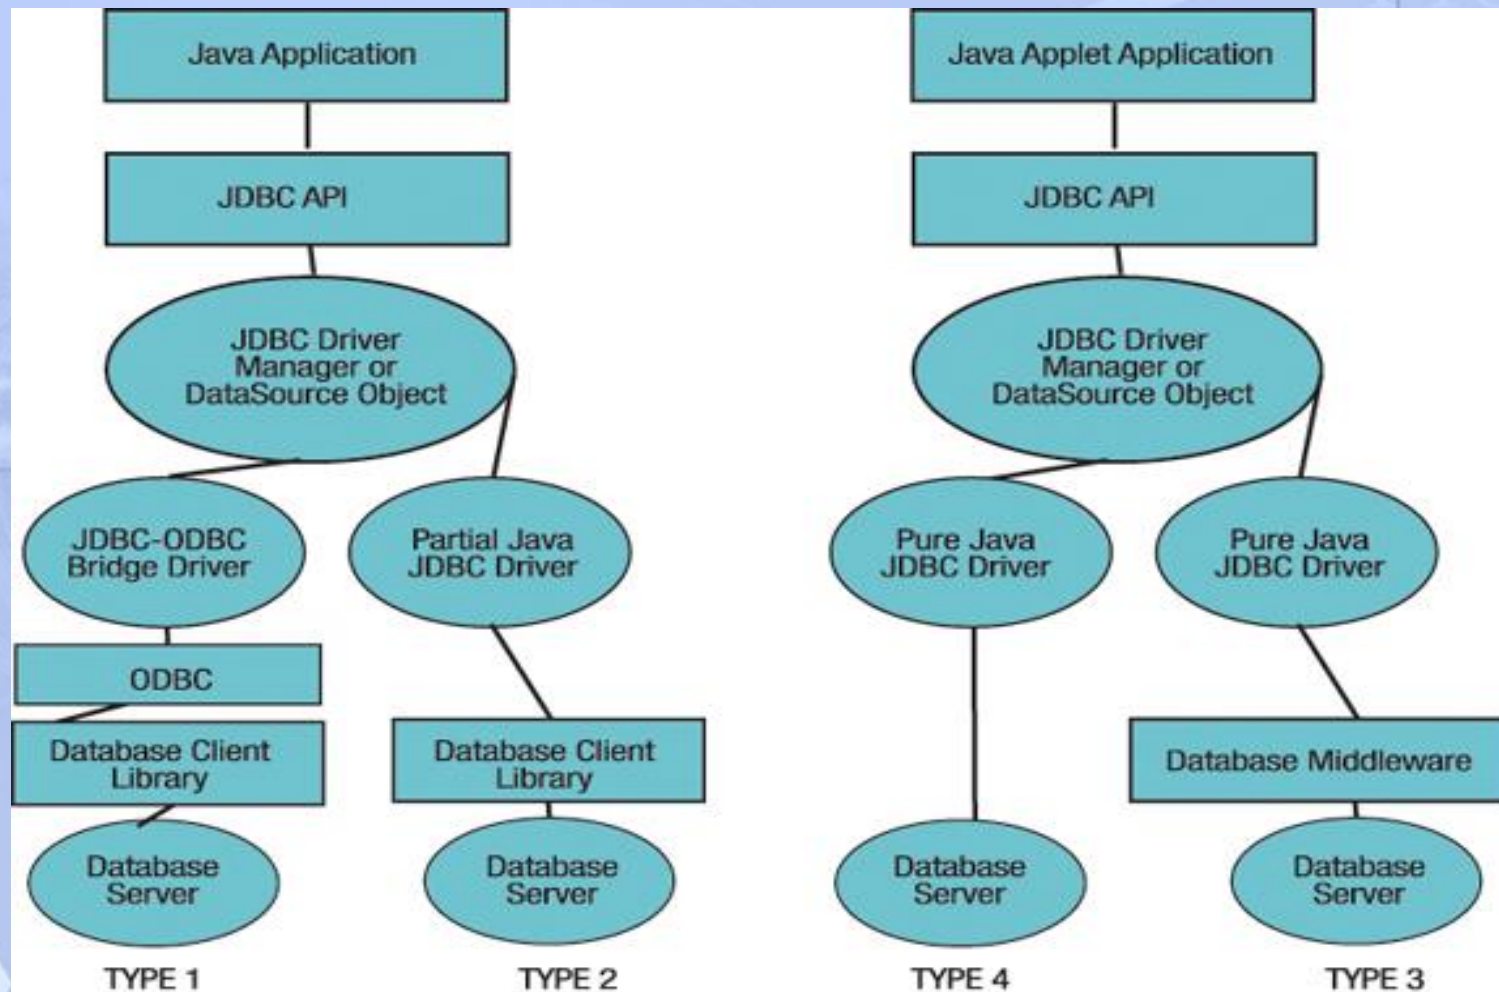 Java Application
JDBC API
JDBC Driver
Manager or
DataSource Object
JDBC-ODBC
Bridge Driver
Partial Java
JDBC Driver
ODBC
Database Client
Library
Database Client
Library
Database
Server
Database
Server
TYPE 1
TYPE 2
Java Applet Application
JDBC API
JDBC Driver
Manager or
DataSource Object
Pure Java
JDBC Driver
Pure Java
JDBC Driver
Database Middleware
Database
Server
Database
Server
TYPE 4
TYPE 3